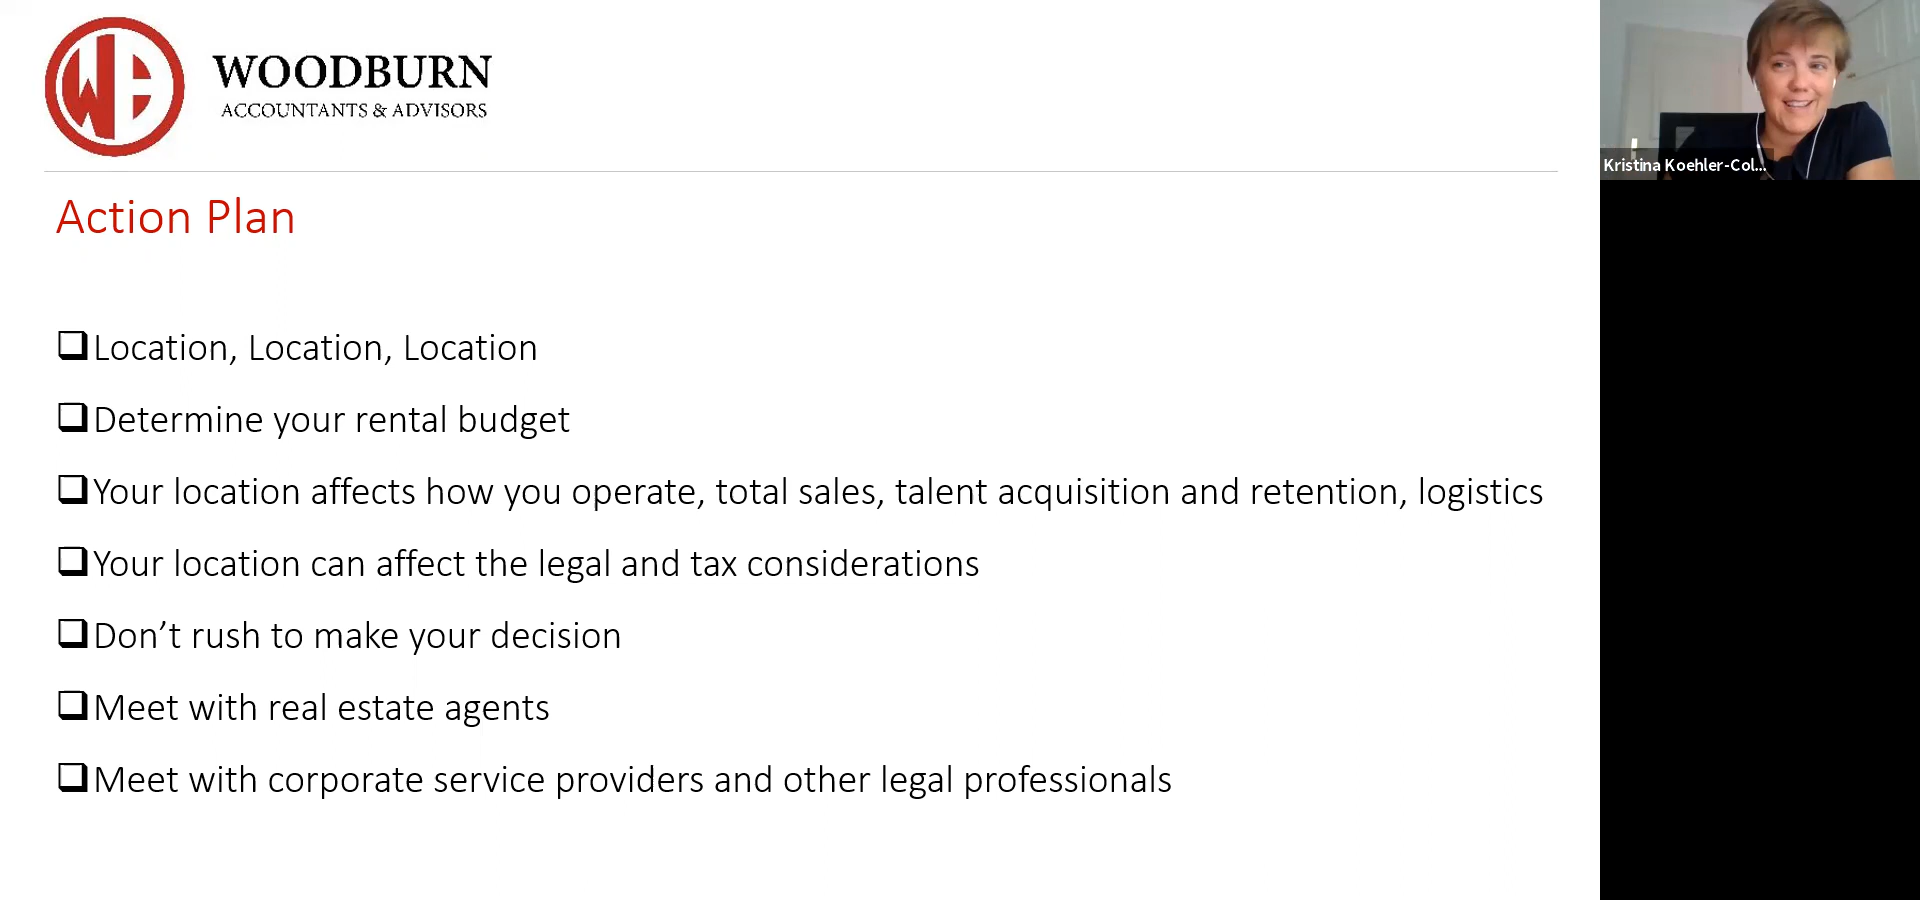 WOODBURN
ACCOUNTANTS & ADVISORS
Kristina Koehler-Col...
Action Plan
Location, Location, Location
Determine your rental budget
Your location affects how you operate, total sales, talent acquisition and retention, logistics
Your location can affect the legal and tax considerations
Don’t rush to make your decision
Meet with real estate agents
Meet with corporate service providers and other legal professionals